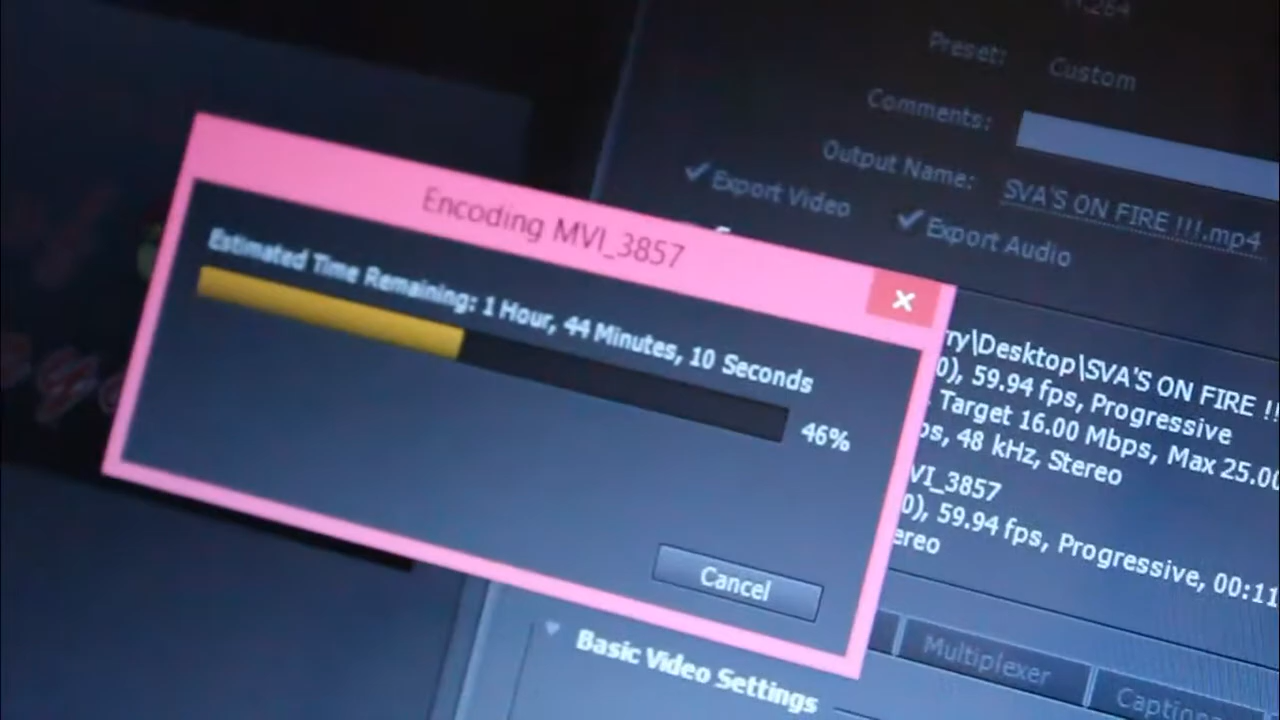 H.264
Preset: Custom
Comments:
Output Name: SVA'S ON FIRE !!!.mp4
Export Video
Export Audio
Encoding MVI_3857
Estimated Time Remaining: 1 Hour, 44 Minutes, 10 Seconds
46%
Cancel
ry\Desktop\SVA'S ON FIRE !!
0), 59.94 fps, Progressive
Target 16.00 Mbps, Max 25.00
ps, 48 kHz, Stereo
VI_3857
0), 59.94 fps, Progressive, 00:11
ereo
Multiplexer
Caption
Basic Video Settings